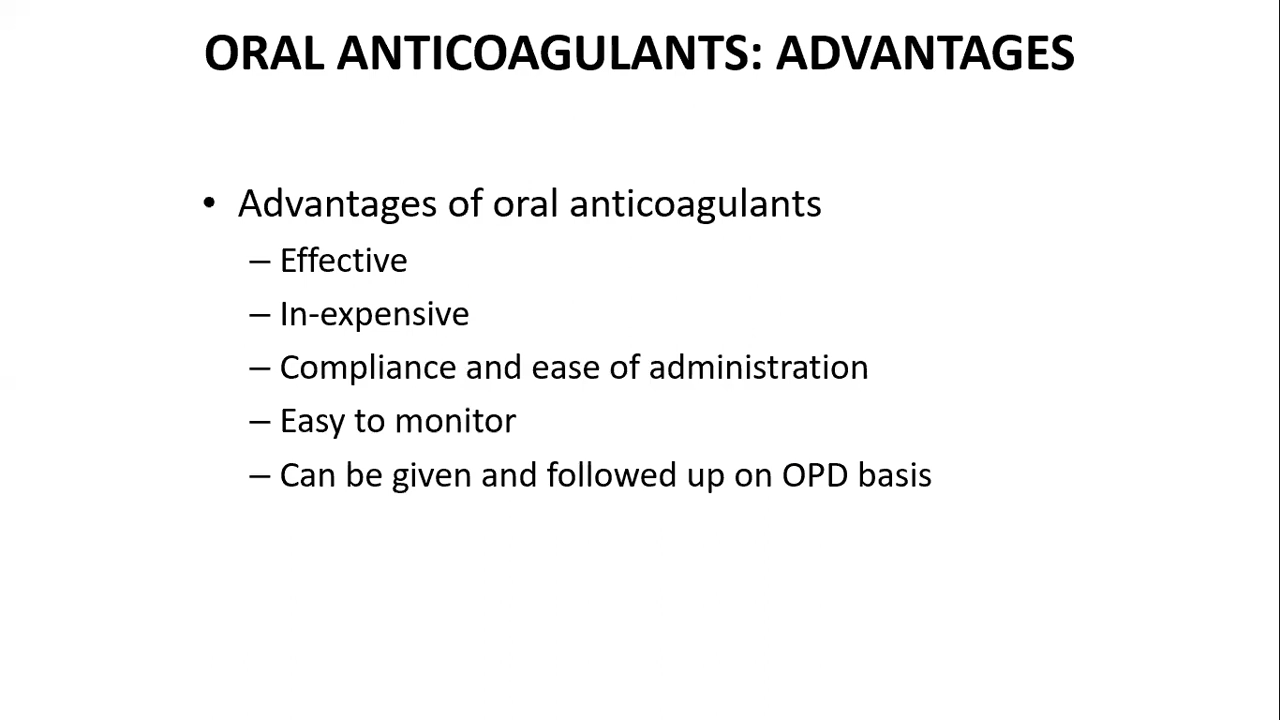 ORAL ANTICOAGULANTS: ADVANTAGES
• Advantages of oral anticoagulants
– Effective
– In-expensive
– Compliance and ease of administration
– Easy to monitor
– Can be given and followed up on OPD basis